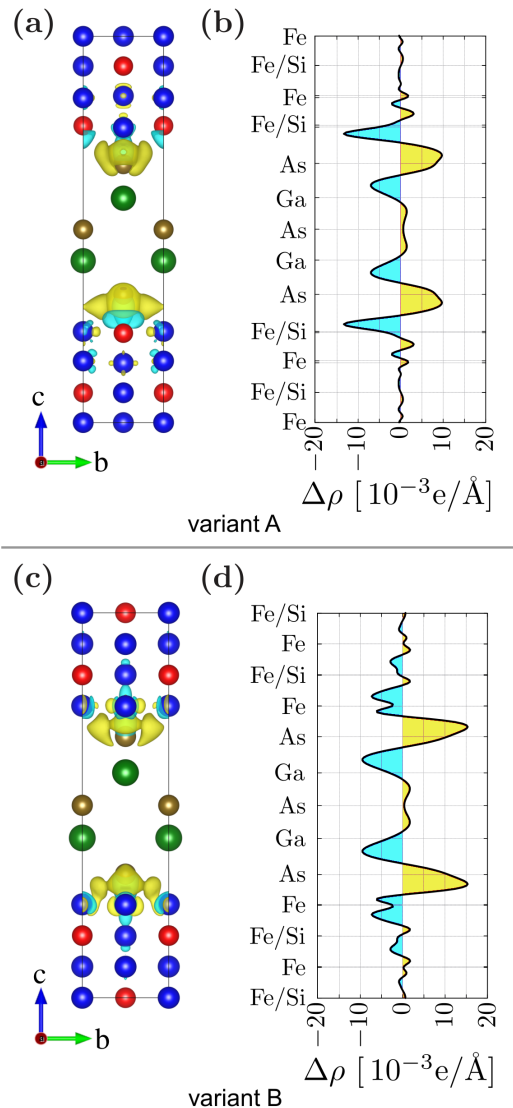 (a)
(b)
Fe
Fe/Si
Fe
Fe/Si
As
Ga
As
Ga
As
Fe/Si
Fe
Fe/Si
Fe
−20
−10
0
10
20
Δρ [10⁻³e/Å]
c
b
variant A
(c)
(d)
Fe/Si
Fe
Fe/Si
Fe
As
Ga
As
Ga
As
Fe
Fe/Si
Fe
Fe/Si
−20
−10
0
10
20
Δρ [10⁻³e/Å]
c
b
variant B